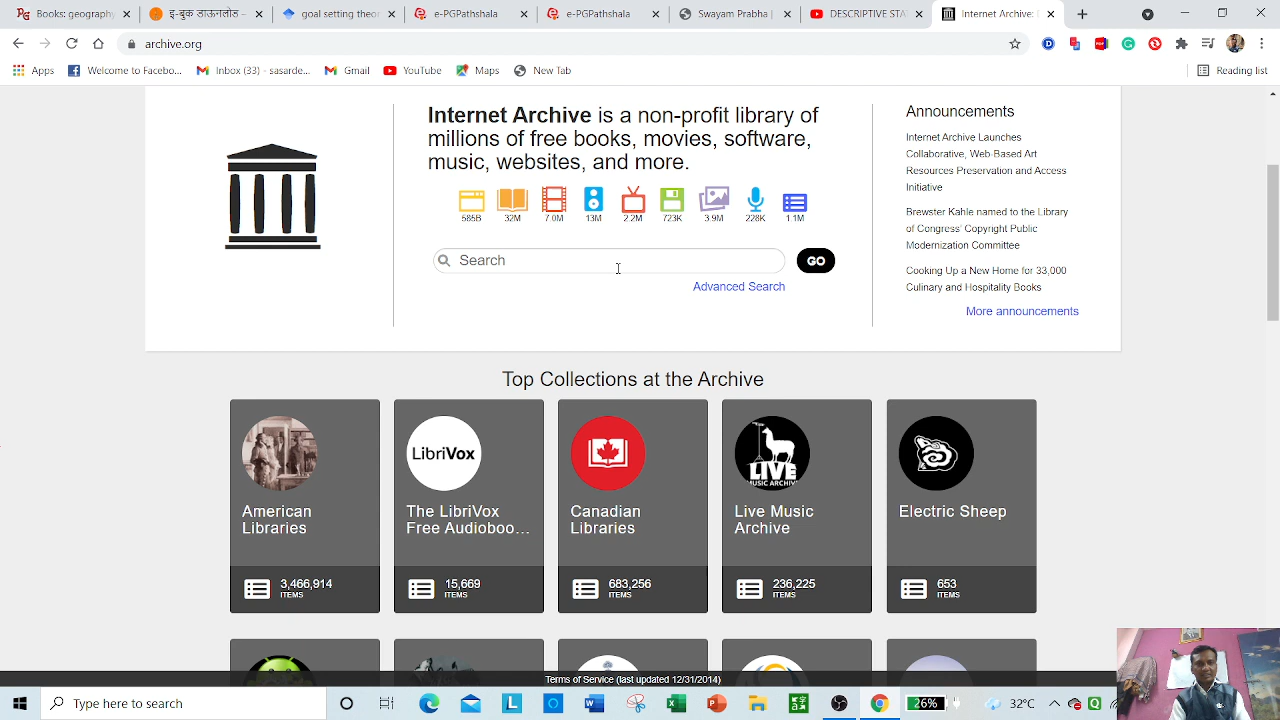 Books: geography
goal setting theor
e-PGPathshala
e-PGPathshala
Swayam Prabha |
DESCRIPTIVE STA
Internet Archive:
archive.org
Apps
Welcome to Facebo...
Inbox (33) - sasarde...
Gmail
YouTube
Maps
New Tab
Reading list
Internet Archive is a non-profit library of
millions of free books, movies, software,
music, websites, and more.
585B
32M
7.0M
13M
2.2M
723K
3.9M
228K
1.1M
Search
GO
Advanced Search
Announcements
Internet Archive Launches
Collaborative, Web-Based Art
Resources Preservation and Access
Initiative
Brewster Kahle named to the Library
of Congress' Copyright Public
Modernization Committee
Cooking Up a New Home for 33,000
Culinary and Hospitality Books
More announcements
Top Collections at the Archive
LibriVox
LIVE
MUSIC ARCHIVE
American
Libraries
The LibriVox
Free Audioboo...
Canadian
Libraries
Live Music
Archive
Electric Sheep
3,466,914
ITEMS
15,669
ITEMS
683,256
ITEMS
236,225
ITEMS
653
ITEMS
Terms of Service (last updated 12/31/2014)
Type here to search
26%
32°C